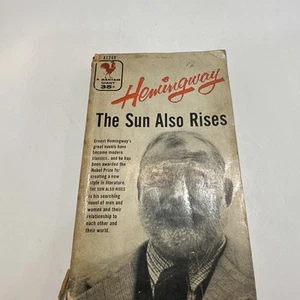 A BANTAM
GIANT
35¢
Hemingway
The Sun Also Rises
Ernest Hemingway's
great novels have
become modern
classics, and he has
been awarded the
Nobel Prize for
creating a new
style in literature.
THE SUN ALSO RISES
is his searching
novel of men and
women and their
relationship to
each other and
their world.